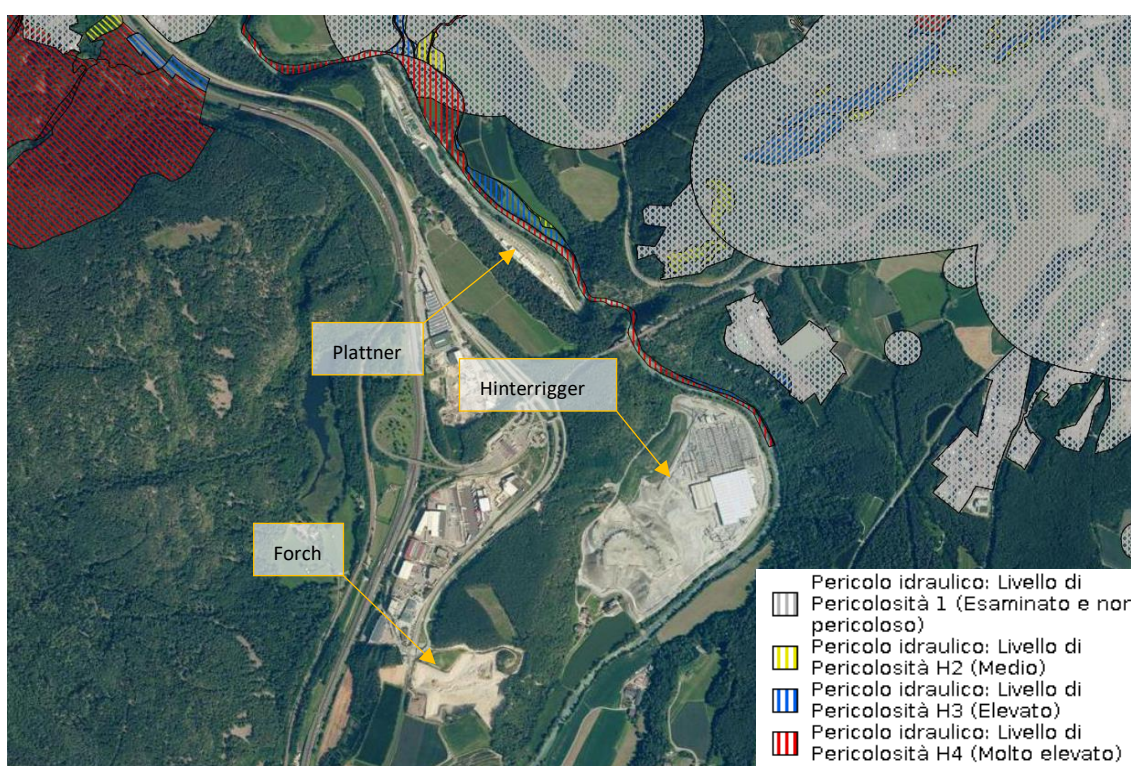 Plattner
Hinterrigger
Forch
Pericolo idraulico: Livello di
Pericolosità 1 (Esaminato e non
pericoloso)
Pericolo idraulico: Livello di
Pericolosità H2 (Medio)
Pericolo idraulico: Livello di
Pericolosità H3 (Elevato)
Pericolo idraulico: Livello di
Pericolosità H4 (Molto elevato)